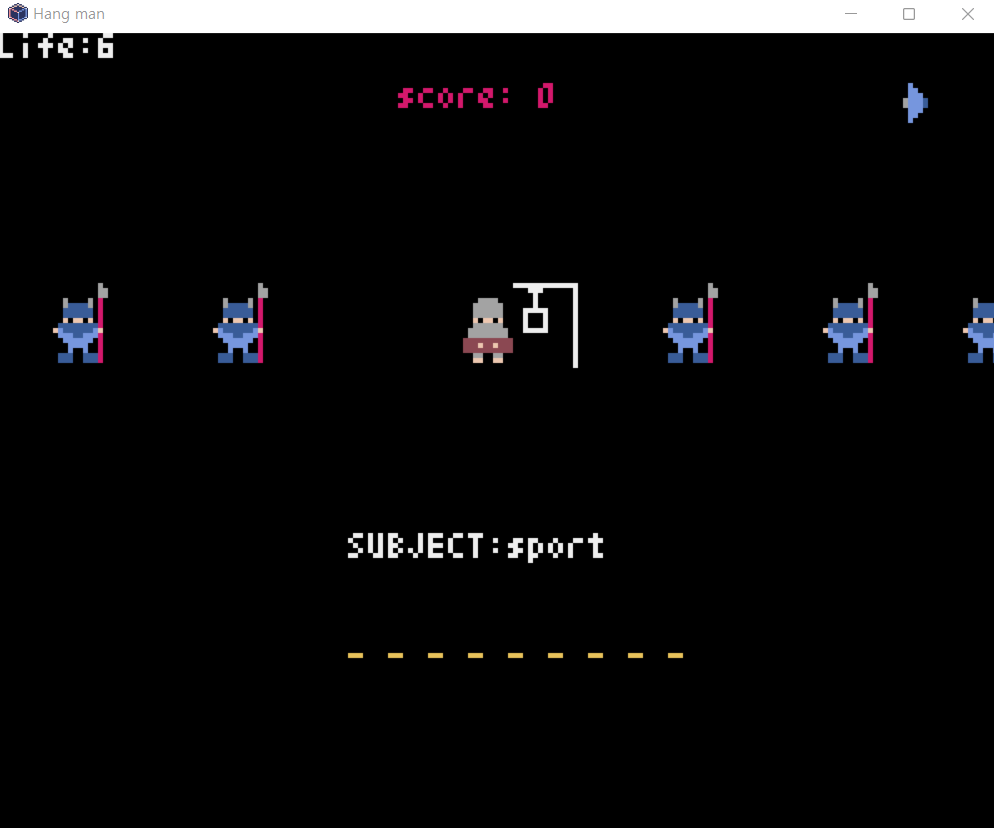 Hang man
Life:6
score: 0
SUBJECT:sport
_ _ _ _ _ _ _ _ _